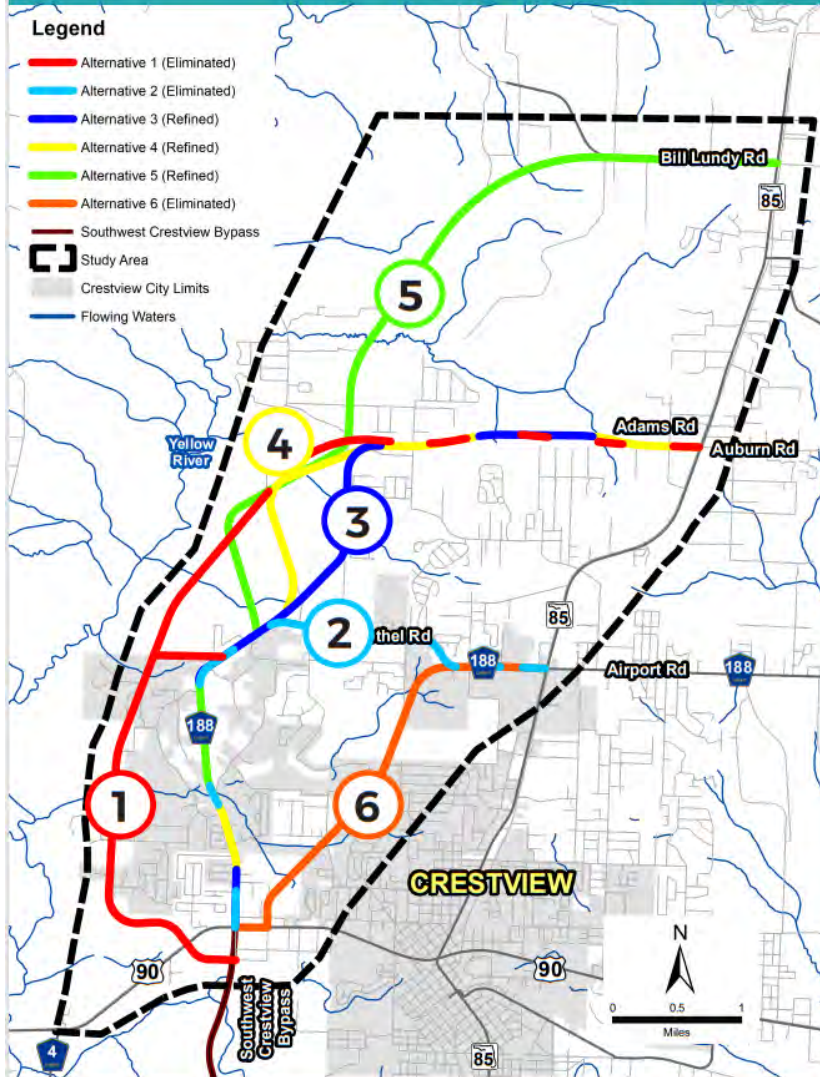 Legend
Alternative 1 (Eliminated)
Alternative 2 (Eliminated)
Alternative 3 (Refined)
Alternative 4 (Refined)
Alternative 5 (Refined)
Alternative 6 (Eliminated)
Southwest Crestview Bypass
Study Area
Crestview City Limits
Flowing Waters
Bill Lundy Rd
85
5
Adams Rd
Auburn Rd
4
Yellow
River
3
85
2
thel Rd
188
Airport Rd
188
188
1
6
CRESTVIEW
N
90
90
0 0.5 1
Miles
Southwest
Crestview
Bypass
4
85